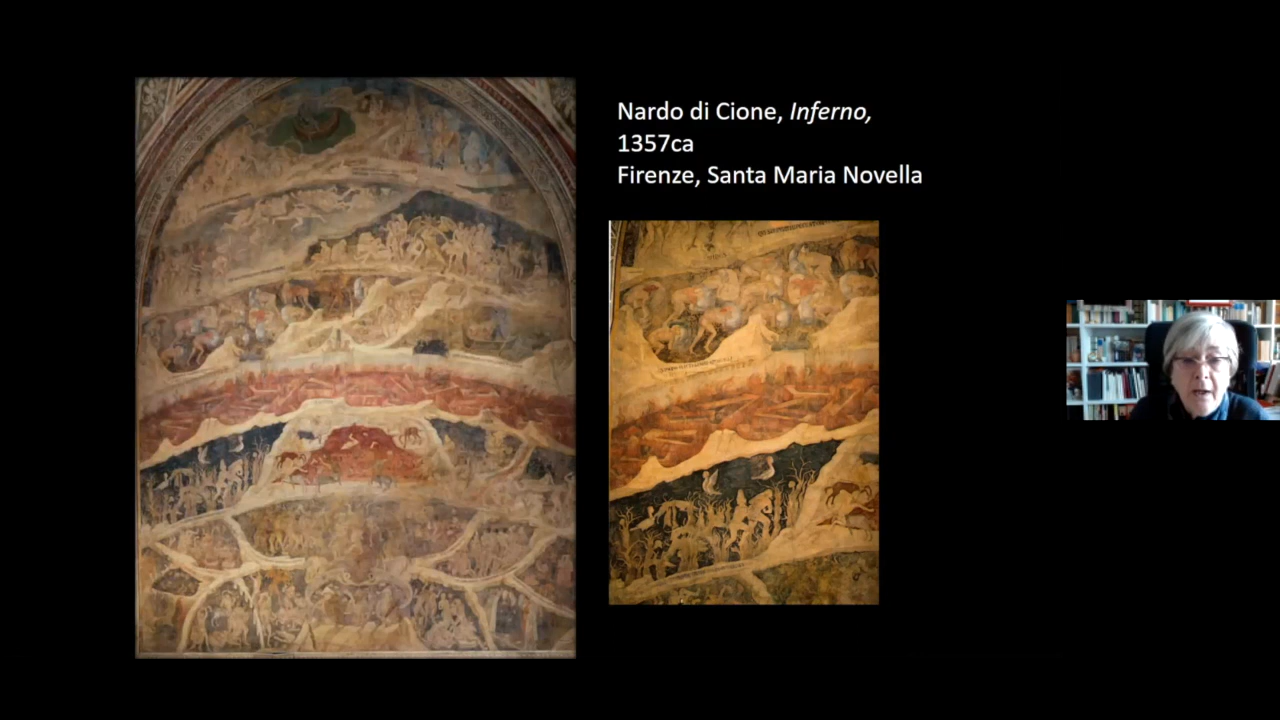 Nardo di Cione, Inferno,
1357ca
Firenze, Santa Maria Novella